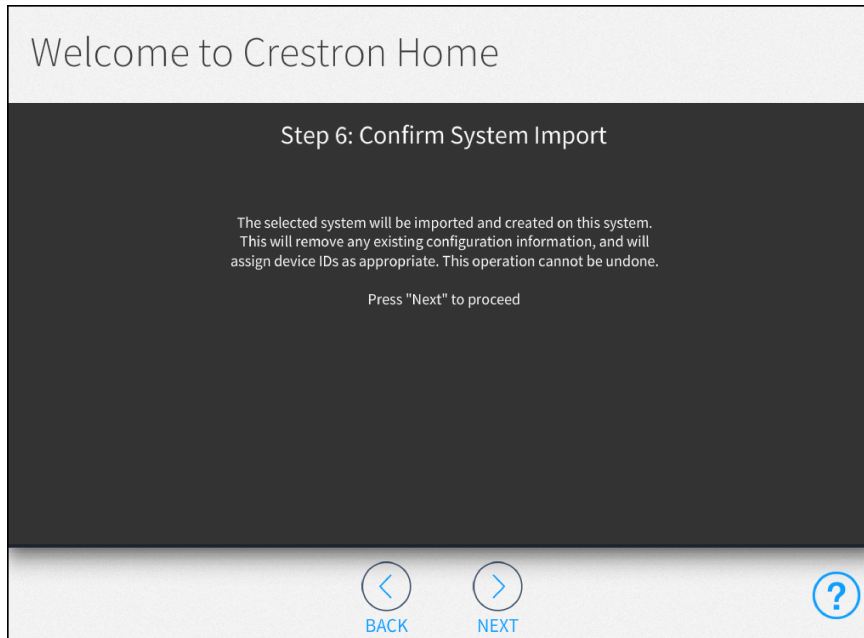 Welcome to Crestron Home
Step 6: Confirm System Import
The selected system will be imported and created on this system.
This will remove any existing configuration information, and will
assign device IDs as appropriate. This operation cannot be undone.
Press "Next" to proceed
BACK
NEXT
?